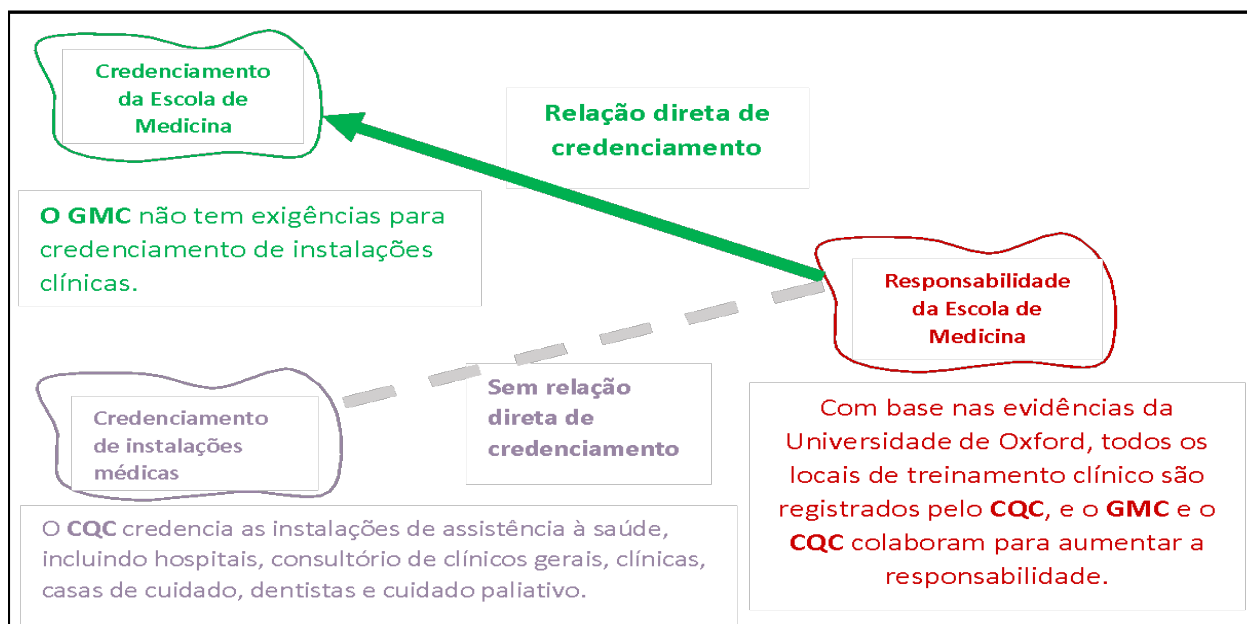 Credenciamento
da Escola de
Medicina
Relação direta de
credenciamento
O GMC não tem exigências para
credenciamento de instalações
clínicas.
Responsabilidade
da Escola de
Medicina
Credenciamento
de instalações
médicas
Sem relação
direta de
credenciamento
Com base nas evidências da
Universidade de Oxford, todos os
locais de treinamento clínico são
registrados pelo CQC, e o GMC e o
CQC colaboram para aumentar a
responsabilidade.
O CQC credencia as instalações de assistência à saúde,
incluindo hospitais, consultório de clínicos gerais, clínicas,
casas de cuidado, dentistas e cuidado paliativo.